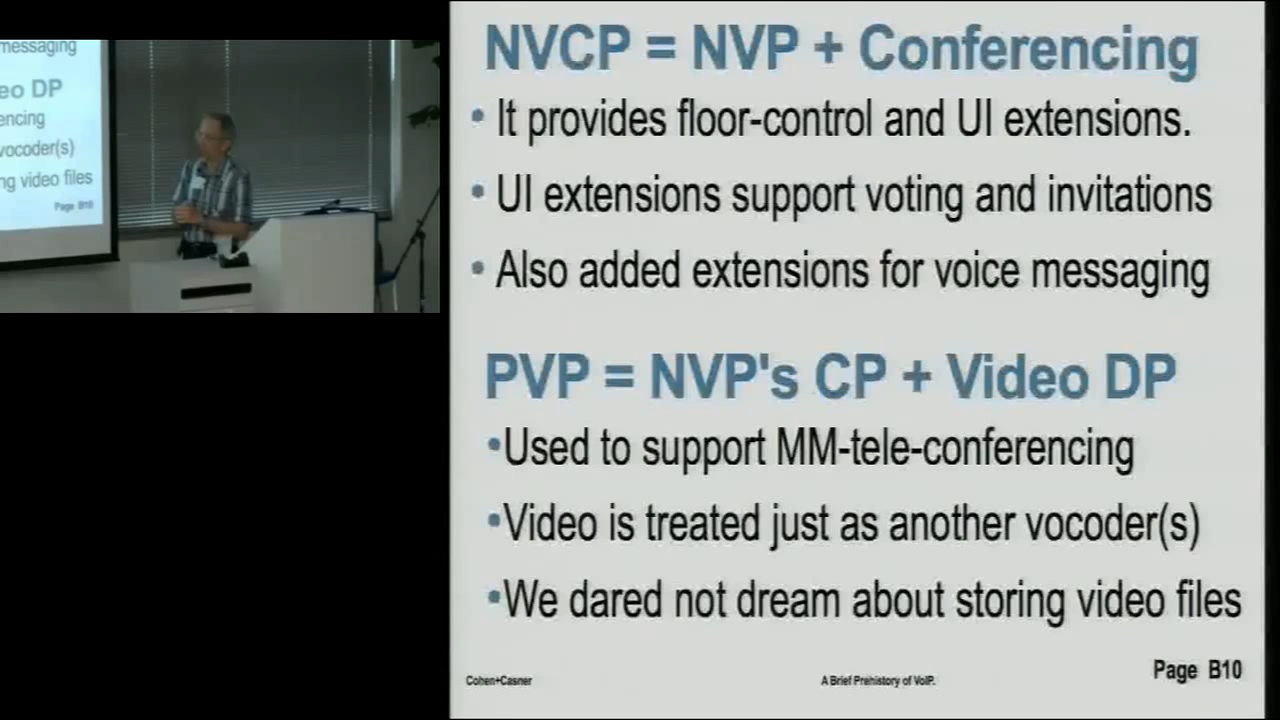 messaging
eo DP
encing
vocoder(s)
ng video files
Page B10
NVCP = NVP + Conferencing
• It provides floor-control and UI extensions.
• UI extensions support voting and invitations
• Also added extensions for voice messaging
PVP = NVP's CP + Video DP
•Used to support MM-tele-conferencing
•Video is treated just as another vocoder(s)
•We dared not dream about storing video files
Cohen+Casner
A Brief Prehistory of VoIP.
Page B10